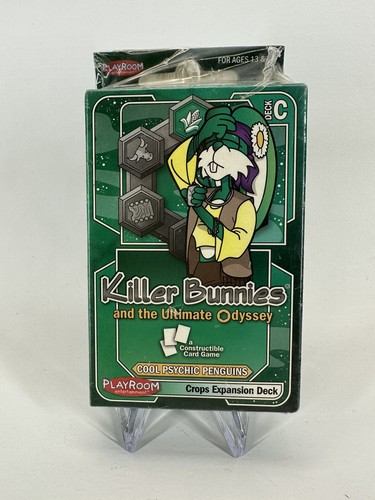 PLAYROOM
FOR AGES 13 &
DECK C
Killer Bunnies
and the Ultimate Odyssey
a
Constructible
Card Game
COOL PSYCHIC PENGUINS
PLAYROOM
entertainment
Crops Expansion Deck